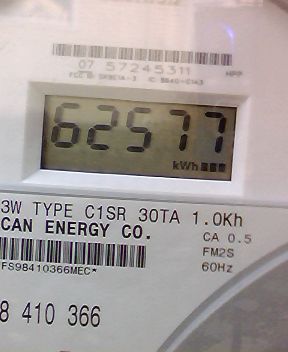 07 57245311 HPP
62577
kWh
3W TYPE C1SR 30TA 1.0Kh
CAN ENERGY CO. CA 0.5
FM2S
*FS98410366MEC* 60Hz
8 410 366